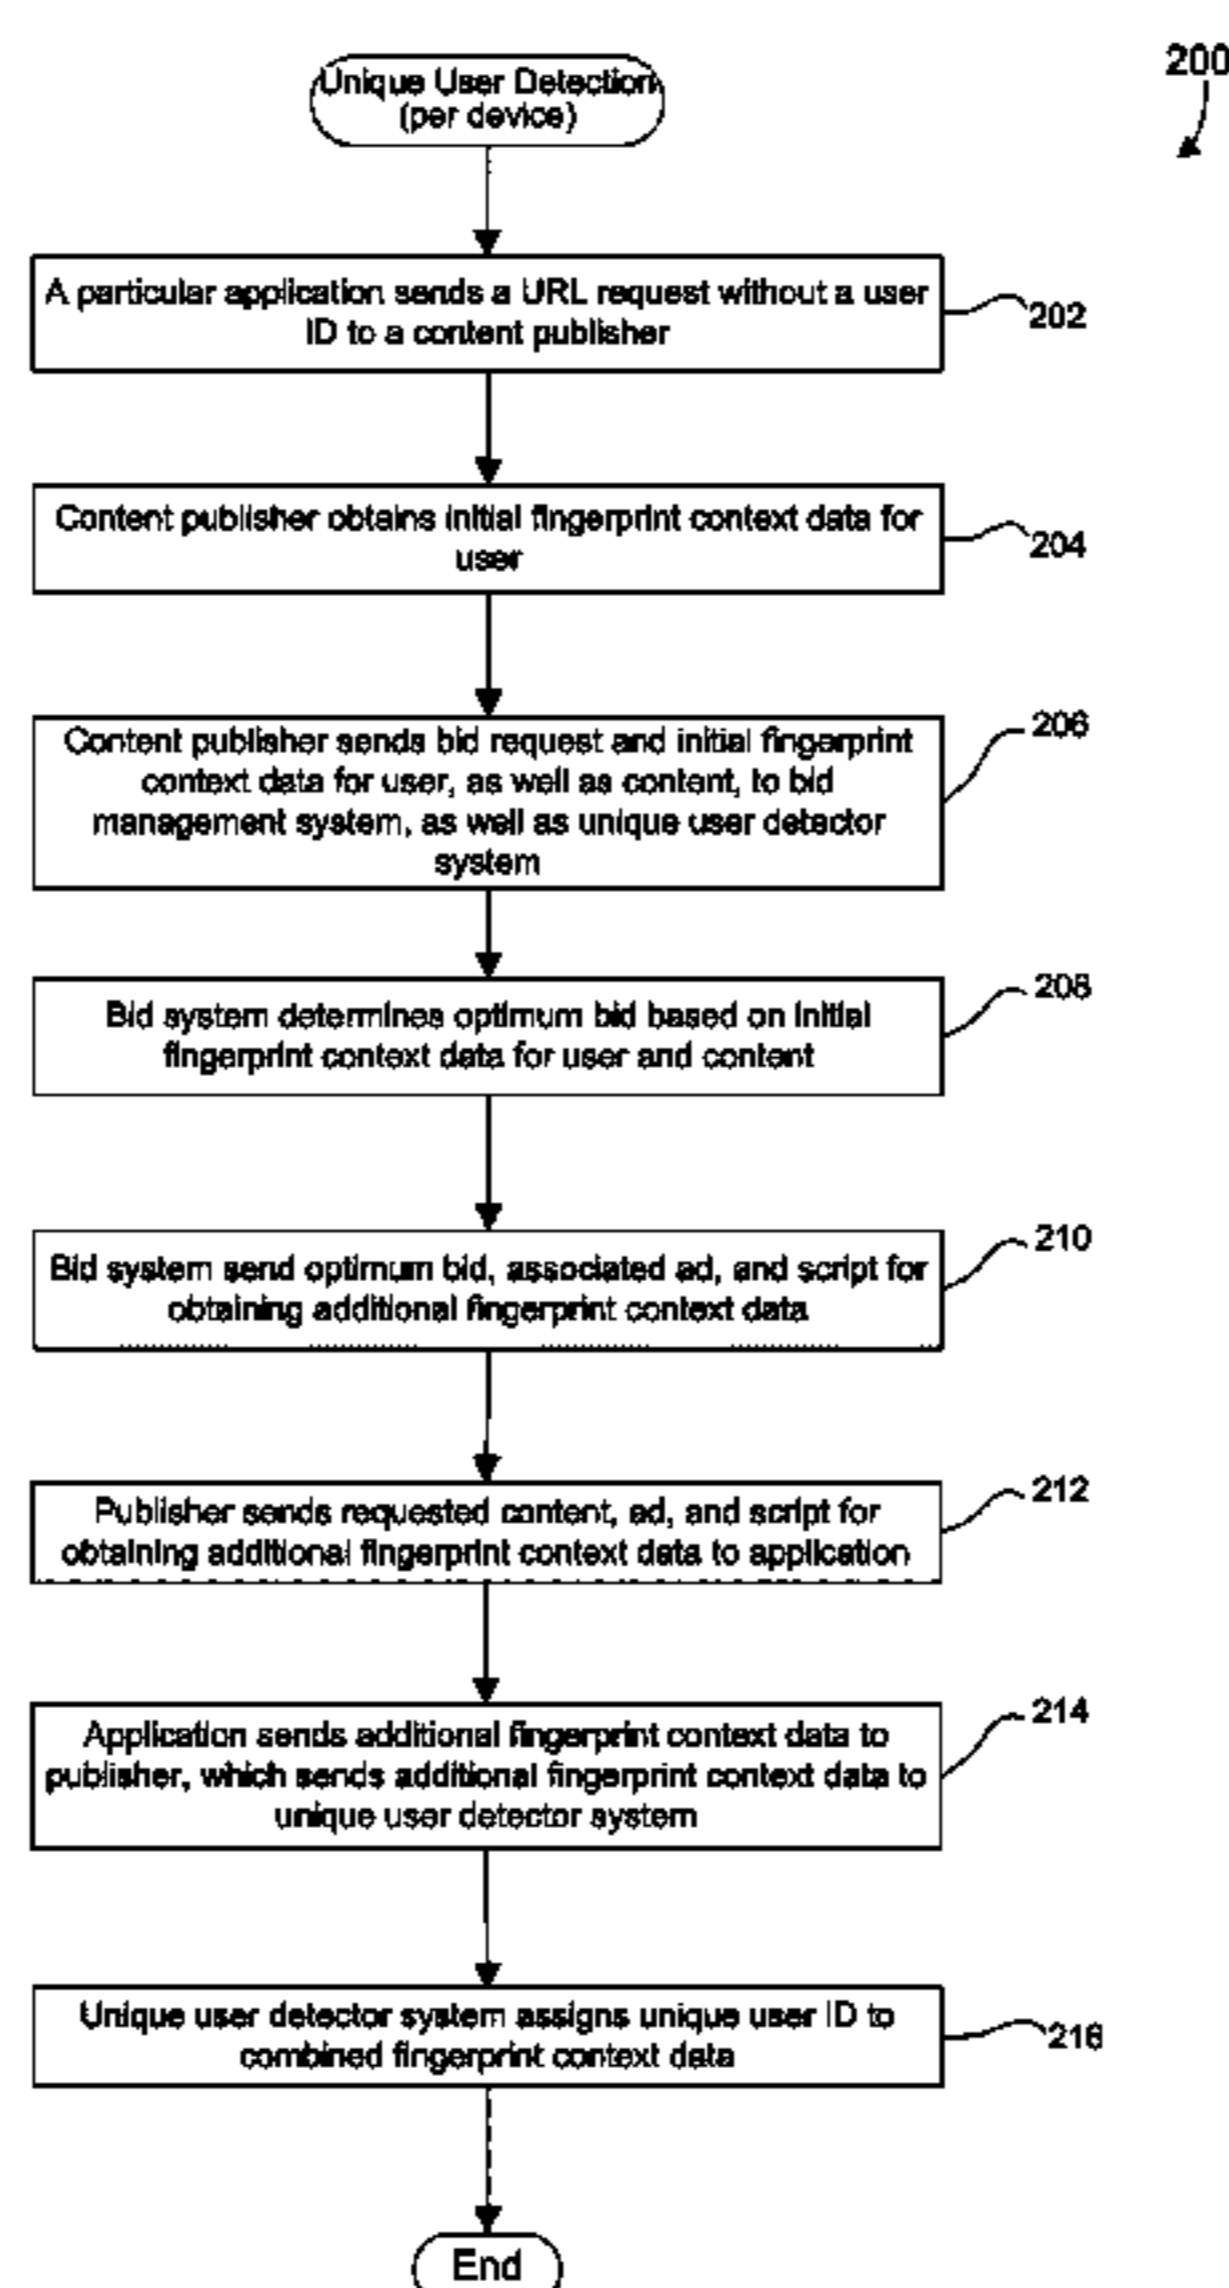 200
Unique User Detection
(per device)
A particular application sends a URL request without a user
ID to a content publisher
202
Content publisher obtains initial fingerprint context data for
user
204
Content publisher sends bid request and initial fingerprint
context data for user, as well as content, to bid
management system, as well as unique user detector
system
206
Bid system determines optimum bid based on initial
fingerprint context data for user and content
208
Bid system send optimum bid, associated ad, and script for
obtaining additional fingerprint context data
210
Publisher sends requested content, ad, and script for
obtaining additional fingerprint context data to application
212
Application sends additional fingerprint context data to
publisher, which sends additional fingerprint context data to
unique user detector system
214
Unique user detector system assigns unique user ID to
combined fingerprint context data
216
End